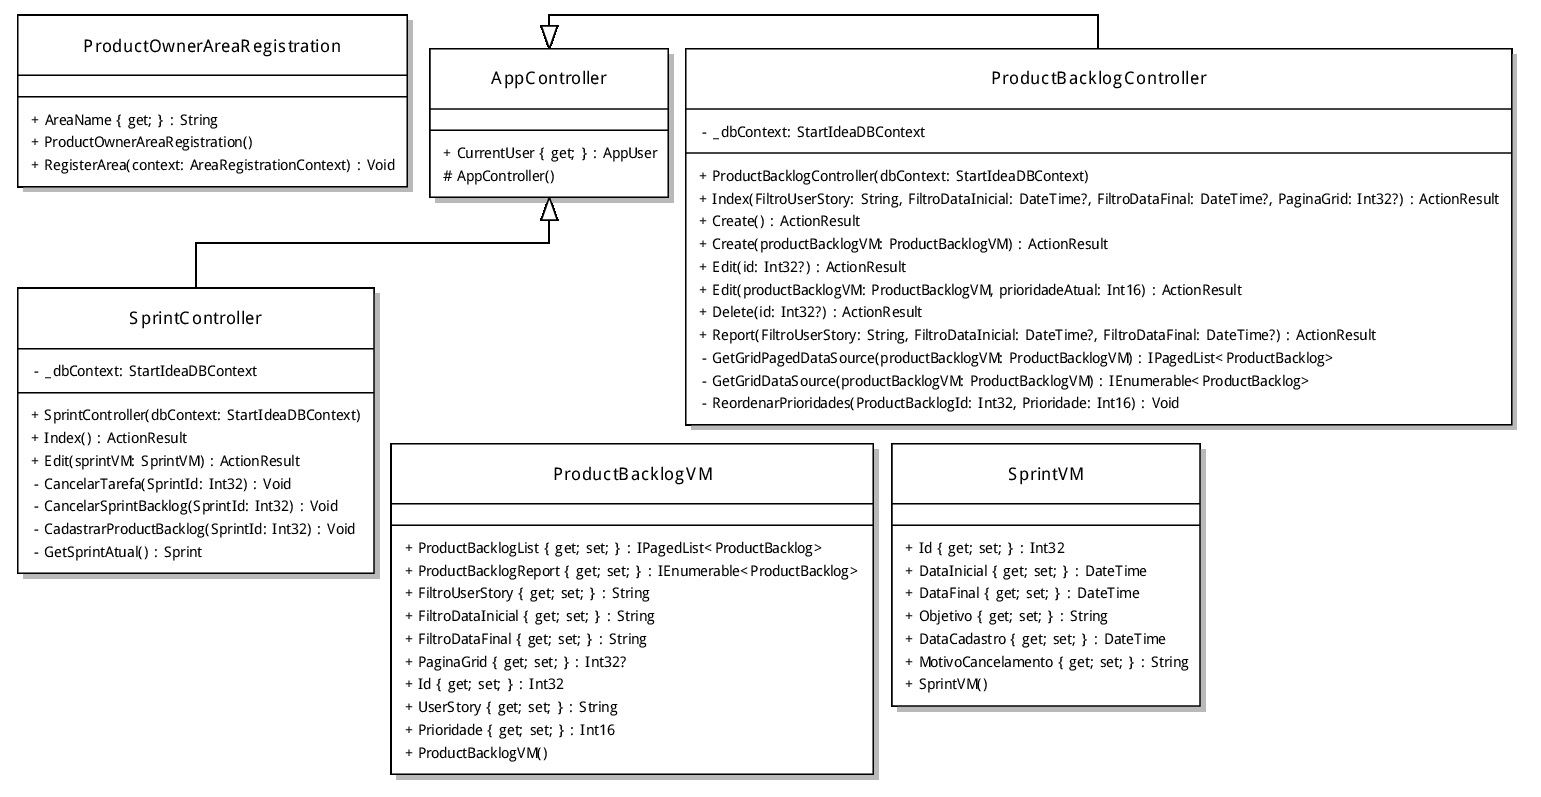 ProductOwnerAreaRegistration
+ AreaName { get; } : String
+ ProductOwnerAreaRegistration()
+ RegisterArea(context: AreaRegistrationContext) : Void
AppController
+ CurrentUser { get; } : AppUser
# AppController()
ProductBacklogController
- _dbContext: StartIdeaDBContext
+ ProductBacklogController(dbContext: StartIdeaDBContext)
+ Index(FiltroUserStory: String, FiltroDataInicial: DateTime?, FiltroDataFinal: DateTime?, PaginaGrid: Int32?) : ActionResult
+ Create() : ActionResult
+ Create(productBacklogVM: ProductBacklogVM) : ActionResult
+ Edit(id: Int32?) : ActionResult
+ Edit(productBacklogVM: ProductBacklogVM, prioridadeAtual: Int16) : ActionResult
+ Delete(id: Int32?) : ActionResult
+ Report(FiltroUserStory: String, FiltroDataInicial: DateTime?, FiltroDataFinal: DateTime?) : ActionResult
- GetGridPagedDataSource(productBacklogVM: ProductBacklogVM) : IPagedList<ProductBacklog>
- GetGridDataSource(productBacklogVM: ProductBacklogVM) : IEnumerable<ProductBacklog>
- ReordenarPrioridades(ProductBacklogId: Int32, Prioridade: Int16) : Void
SprintController
- _dbContext: StartIdeaDBContext
+ SprintController(dbContext: StartIdeaDBContext)
+ Index() : ActionResult
+ Edit(sprintVM: SprintVM) : ActionResult
- CancelarTarefa(SprintId: Int32) : Void
- CancelarSprintBacklog(SprintId: Int32) : Void
- CadastrarProductBacklog(SprintId: Int32) : Void
- GetSprintAtual() : Sprint
ProductBacklogVM
+ ProductBacklogList { get; set; } : IPagedList<ProductBacklog>
+ ProductBacklogReport { get; set; } : IEnumerable<ProductBacklog>
+ FiltroUserStory { get; set; } : String
+ FiltroDataInicial { get; set; } : String
+ FiltroDataFinal { get; set; } : String
+ PaginaGrid { get; set; } : Int32?
+ Id { get; set; } : Int32
+ UserStory { get; set; } : String
+ Prioridade { get; set; } : Int16
+ ProductBacklogVM()
SprintVM
+ Id { get; set; } : Int32
+ DataInicial { get; set; } : DateTime
+ DataFinal { get; set; } : DateTime
+ Objetivo { get; set; } : String
+ DataCadastro { get; set; } : DateTime
+ MotivoCancelamento { get; set; } : String
+ SprintVM()